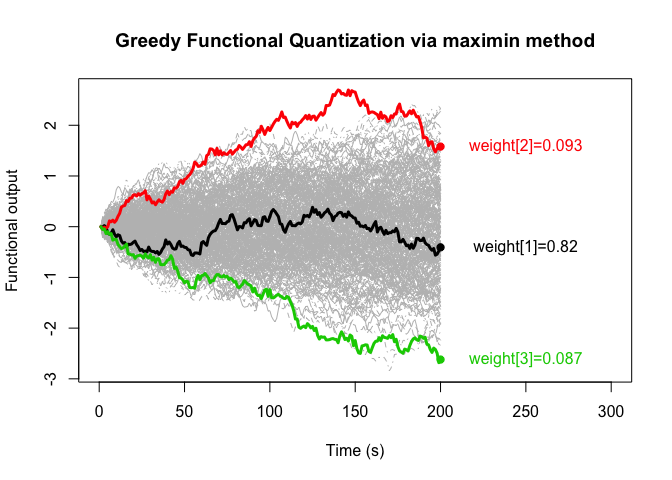 Greedy Functional Quantization via maximin method
Functional output
2
1
0
-1
-2
-3
weight[2]=0.093
weight[1]=0.82
weight[3]=0.087
0 50 100 150 200 250 300
Time (s)